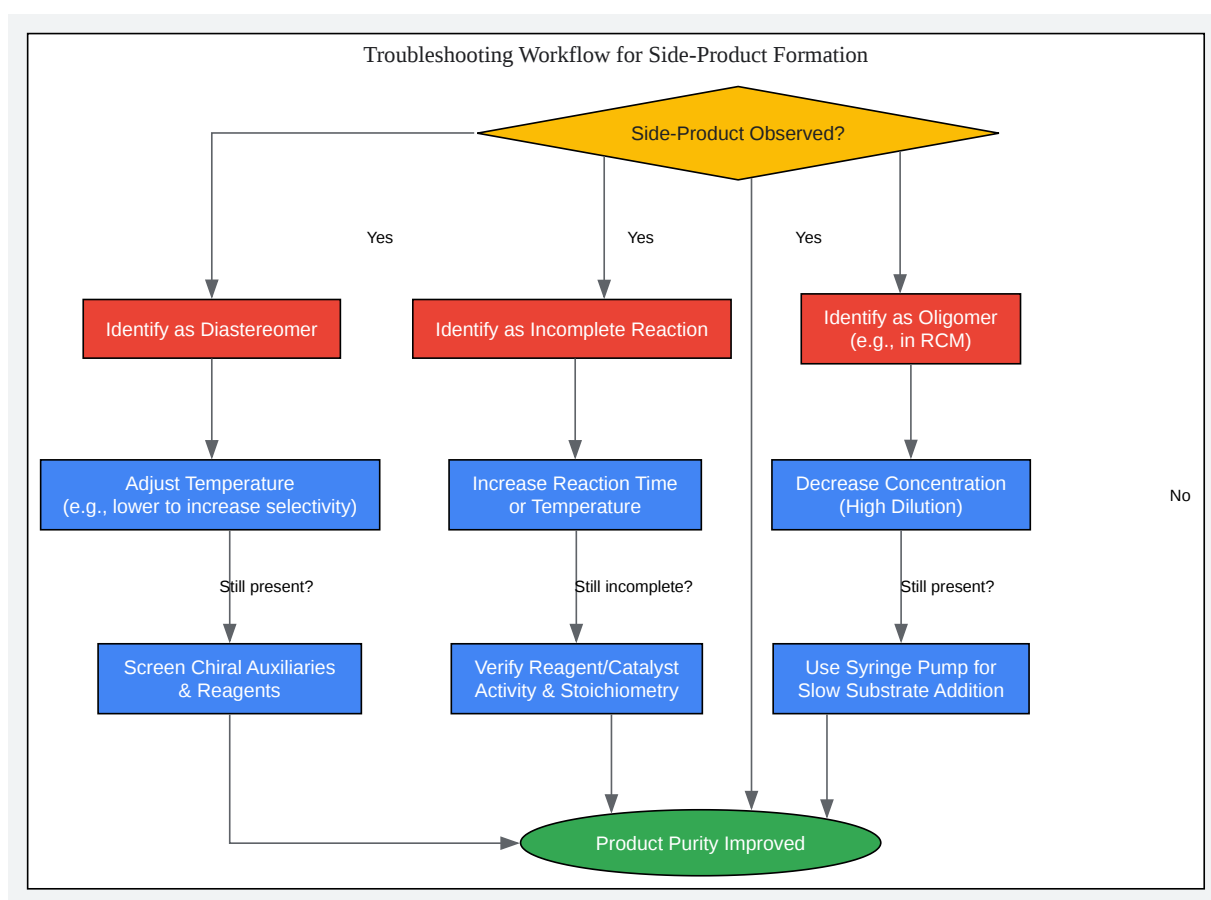 Troubleshooting Workflow for Side-Product Formation
Side-Product Observed?
Yes
Yes
Yes
Identify as Diastereomer
Identify as Incomplete Reaction
Identify as Oligomer
(e.g., in RCM)
Adjust Temperature
(e.g., lower to increase selectivity)
Increase Reaction Time
or Temperature
Decrease Concentration
(High Dilution)
No
Still present?
Still incomplete?
Still present?
Screen Chiral Auxiliaries
& Reagents
Verify Reagent/Catalyst
Activity & Stoichiometry
Use Syringe Pump for
Slow Substrate Addition
Product Purity Improved